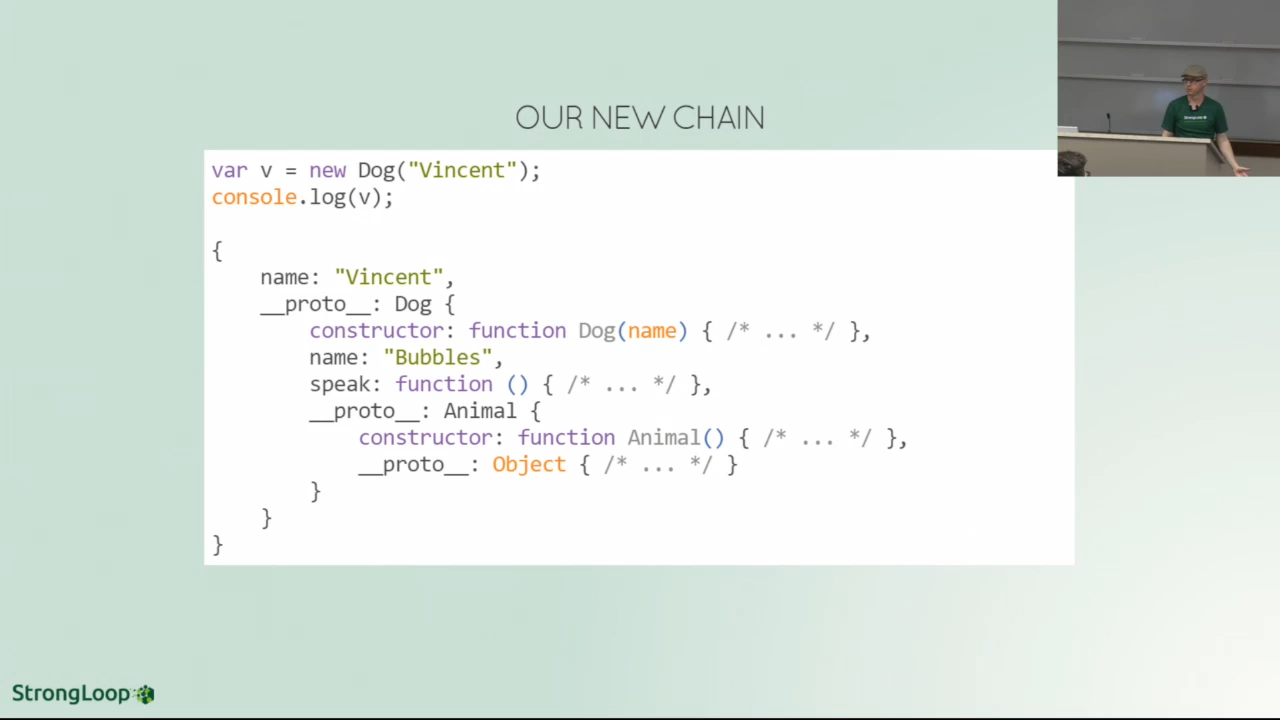 OUR NEW CHAIN
var v = new Dog("Vincent");
console.log(v);
{
name: "Vincent",
__proto__: Dog {
constructor: function Dog(name) { /* ... */ },
name: "Bubbles",
speak: function () { /* ... */ },
__proto__: Animal {
constructor: function Animal() { /* ... */ },
__proto__: Object { /* ... */ }
}
}
}
StrongLoop